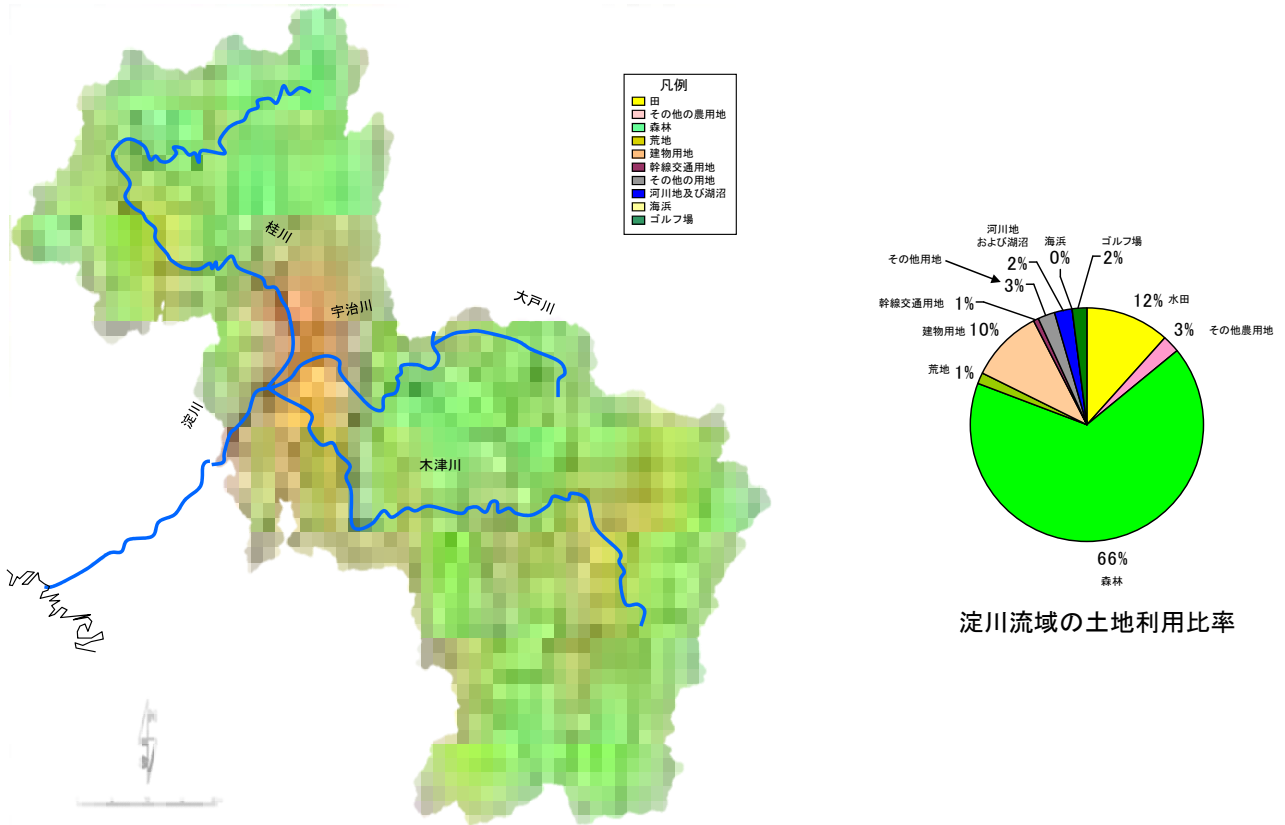 凡例
田
その他の農用地
森林
荒地
建物用地
幹線交通用地
その他の用地
河川地及び湖沼
海浜
ゴルフ場
桂川
宇治川
大戸川
淀川
木津川
河川地
および湖沼
2%
海浜
0%
ゴルフ場
2%
その他用地
3%
幹線交通用地 1%
建物用地 10%
荒地 1%
12% 水田
3% その他農用地
66%
森林
淀川流域の土地利用比率